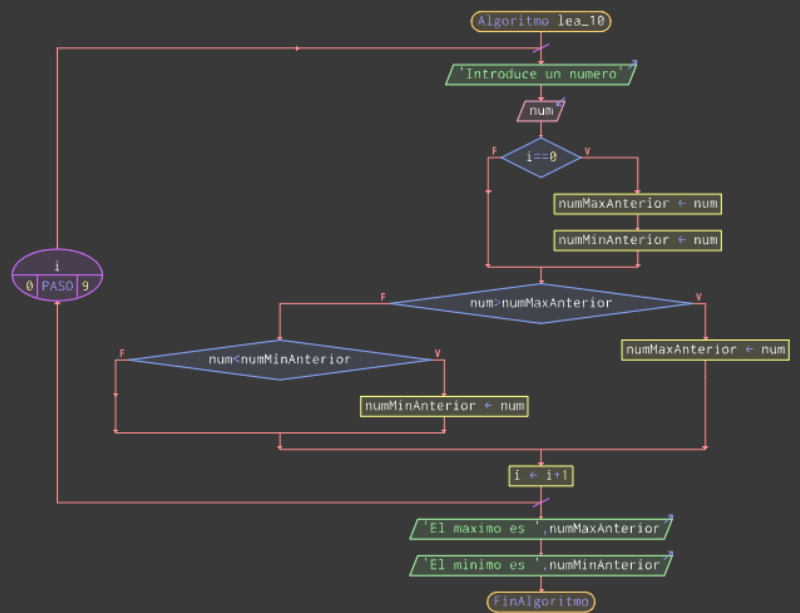 Algoritmo lea_10
'Introduce un numero'
num
F i==0 V
numMaxAnterior ← num
numMinAnterior ← num
i
0 PASO 9
F num>numMaxAnterior V
numMaxAnterior ← num
F num<numMinAnterior V
numMinAnterior ← num
i ← i+1
'El maximo es ',numMaxAnterior
'El minimo es ',numMinAnterior
FinAlgoritmo